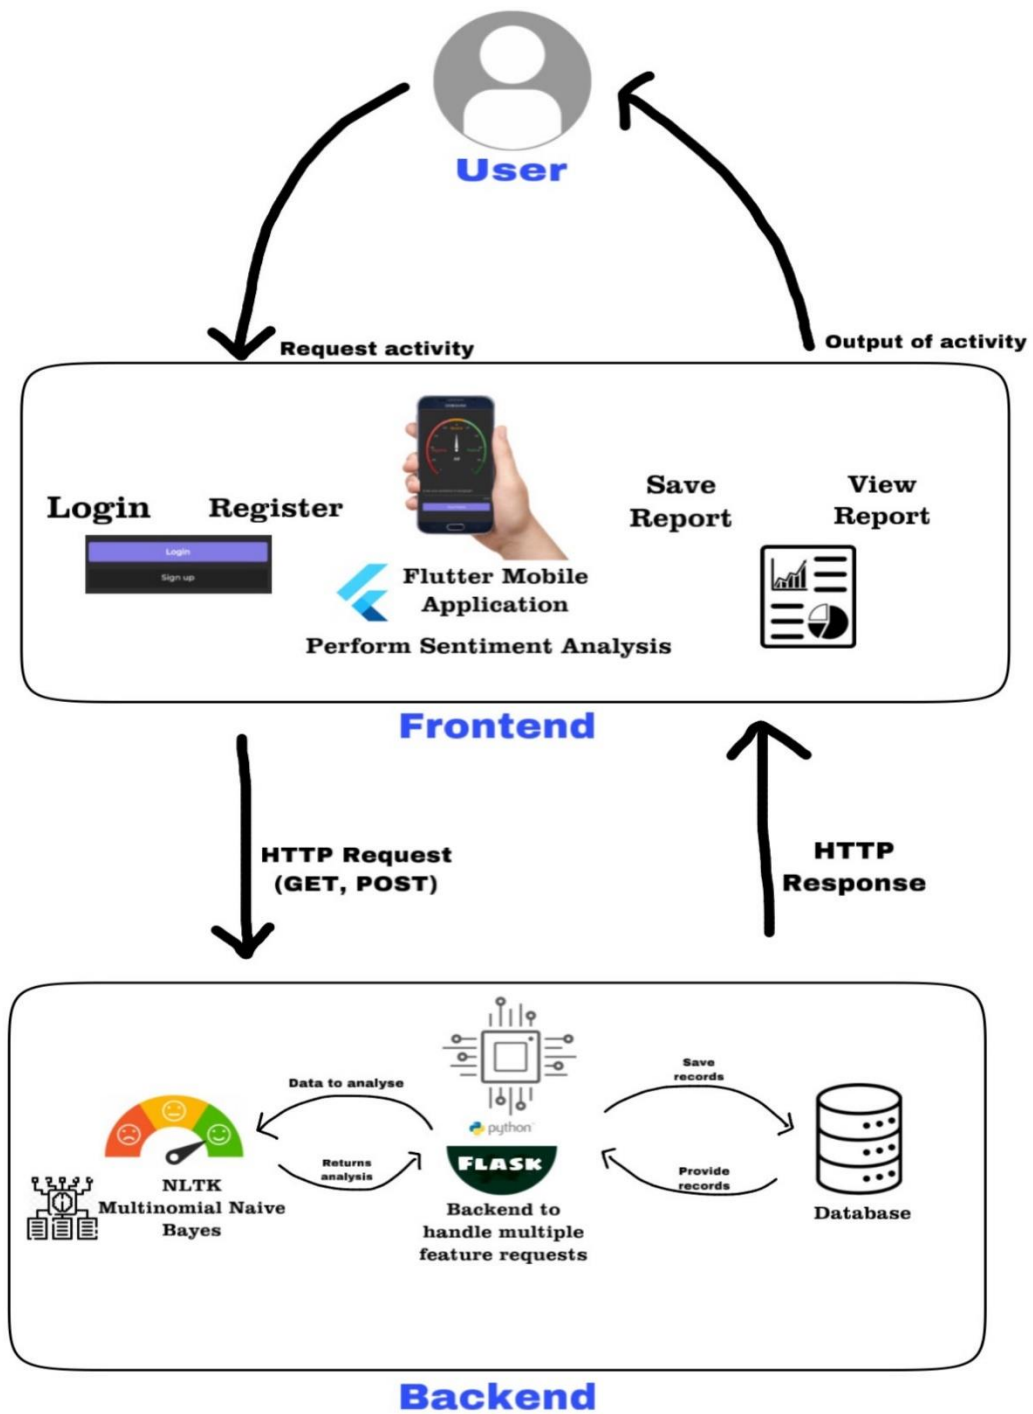 User
Request activity
Output of activity
Login
Register
Save
Report
View
Report
Login
Sign up
Flutter Mobile
Application
Perform Sentiment Analysis
Frontend
HTTP Request
(GET, POST)
HTTP
Response
Data to analyse
Returns
analysis
Save
records
Provide
records
python
FLASK
NLTK
Multinomial Naive
Bayes
Backend to
handle multiple
feature requests
Database
Backend